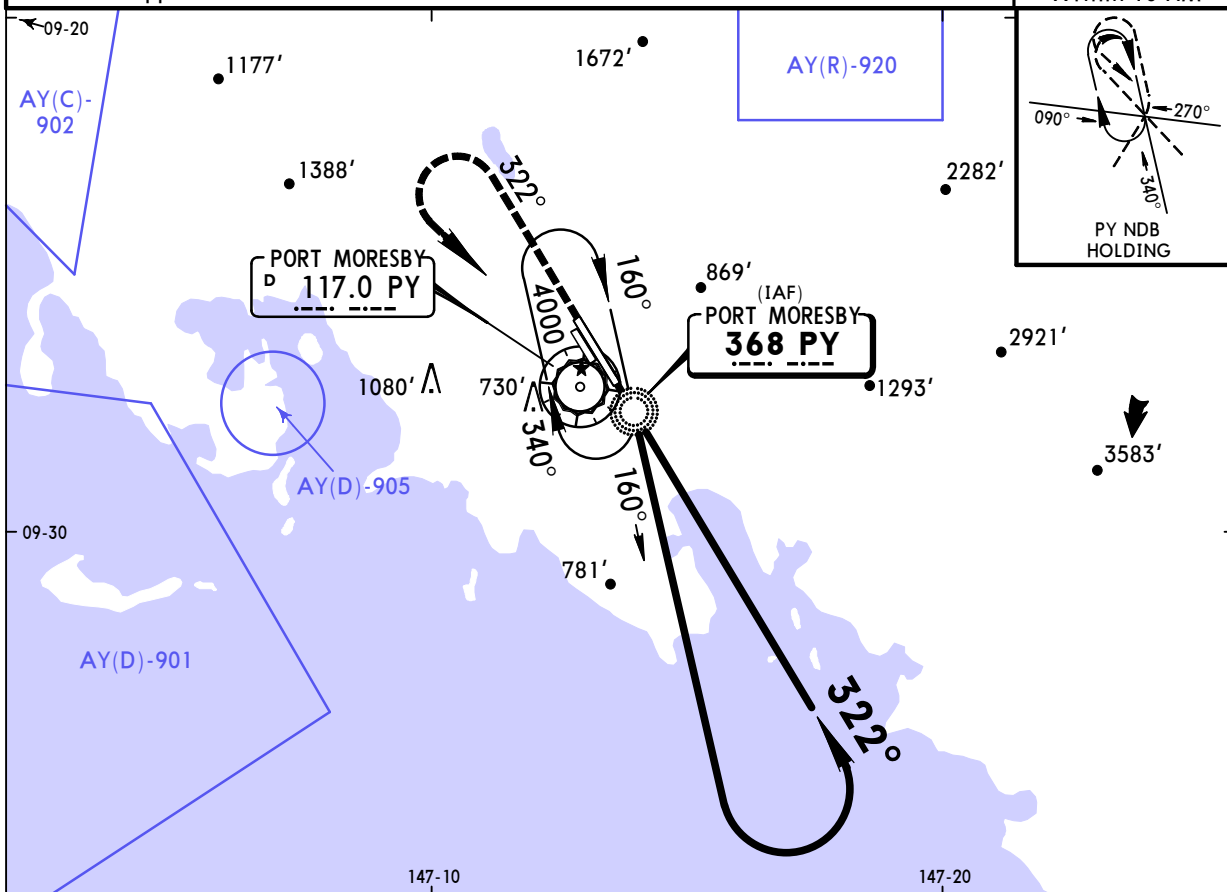 09-20
1177'
1672'
AY(R)-920
AY(C)-
902
090°
270°
340°
PY NDB
HOLDING
1388'
322°
2282'
PORT MORESBY
D 117.0 PY
160°
4000
869'
(IAF)
PORT MORESBY
368 PY
2921'
1080'
730'
1293'
340°
3583'
160°
AY(D)-905
09-30
781'
AY(D)-901
322°
147-10
147-20